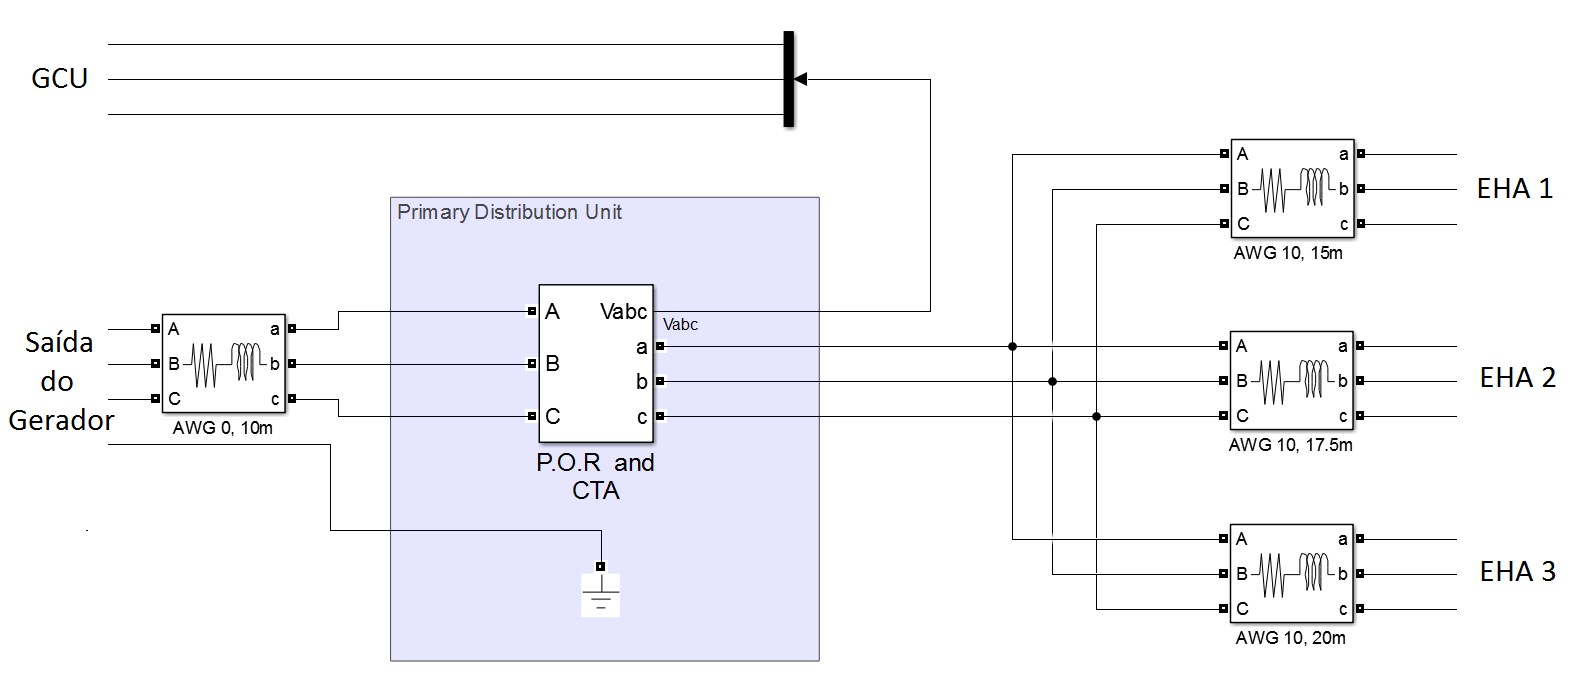 GCU
Primary Distribution Unit
Saída
do
Gerador
A
B
C
a
b
c
AWG 0, 10m
A
B
C
Vabc
a
b
c
Vabc
P.O.R and
CTA
A
B
C
a
b
c
AWG 10, 15m
EHA 1
A
B
C
a
b
c
AWG 10, 17.5m
EHA 2
A
B
C
a
b
c
AWG 10, 20m
EHA 3